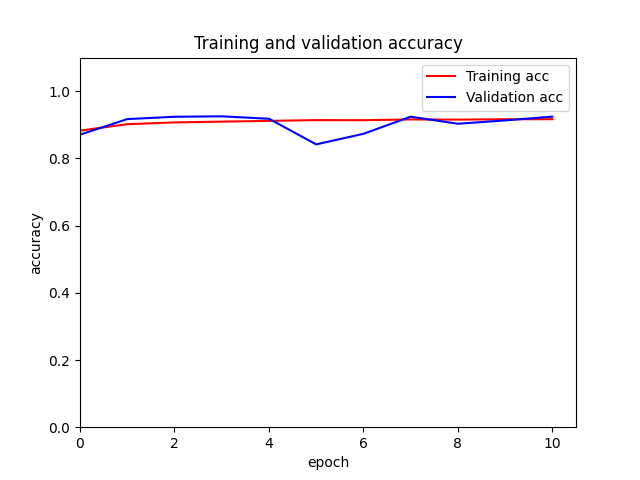 Training and validation accuracy
Training acc
Validation acc
1.0
0.8
0.6
0.4
0.2
0.0
accuracy
0 2 4 6 8 10
epoch